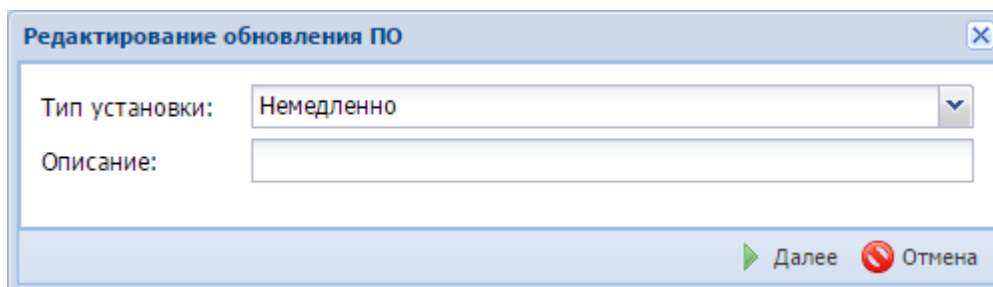 Редактирование обновления ПО
Тип установки: Немедленно
Описание:
Далее Отмена